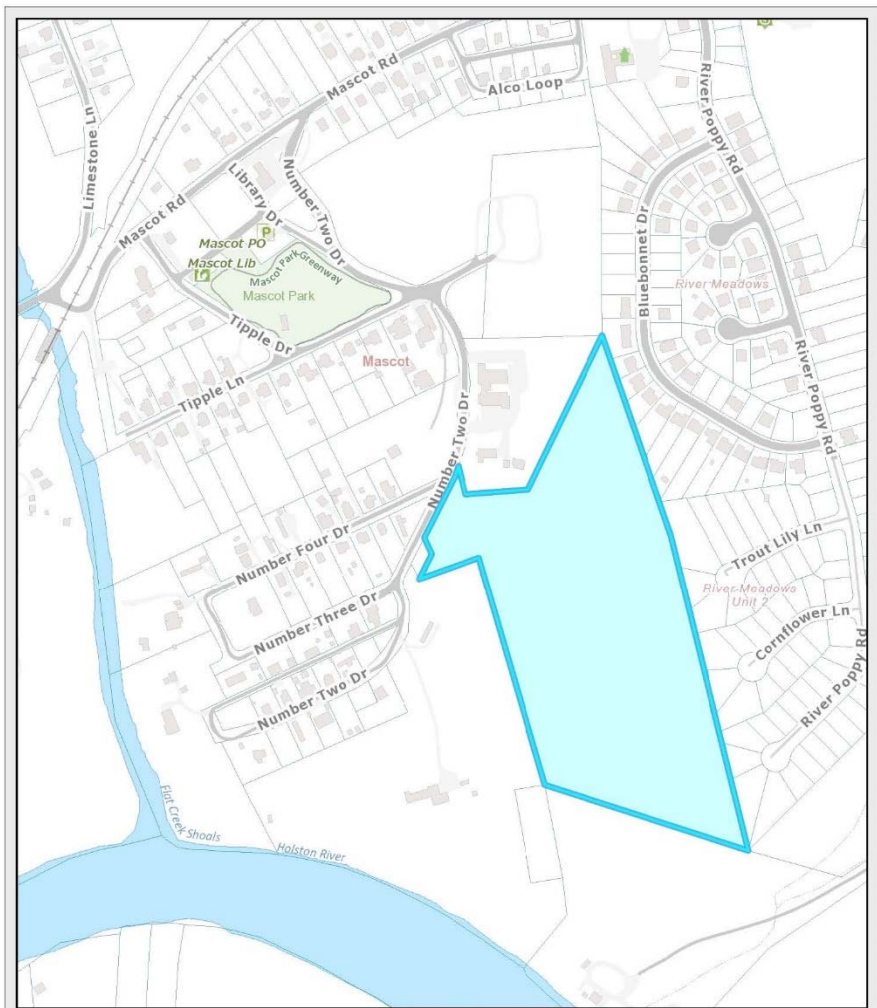 Mascot Rd
Alco Loop
River Poppy Rd
Limestone Ln
Number Two Dr
Library Dr
Mascot Rd
P
Mascot PO
Mascot Lib
Mascot Park Greenway
Mascot Park
Bluebonnet Dr
River Meadows
Tipple Dr
Mascot
Tipple Ln
River Poppy Rd
Number Two Dr
Number Four Dr
Trout Lily Ln
River Meadows
Unit 2
Number Three Dr
Cornflower Ln
River Poppy Rd
Number Two Dr
Flat Creek Shoals
Holston River